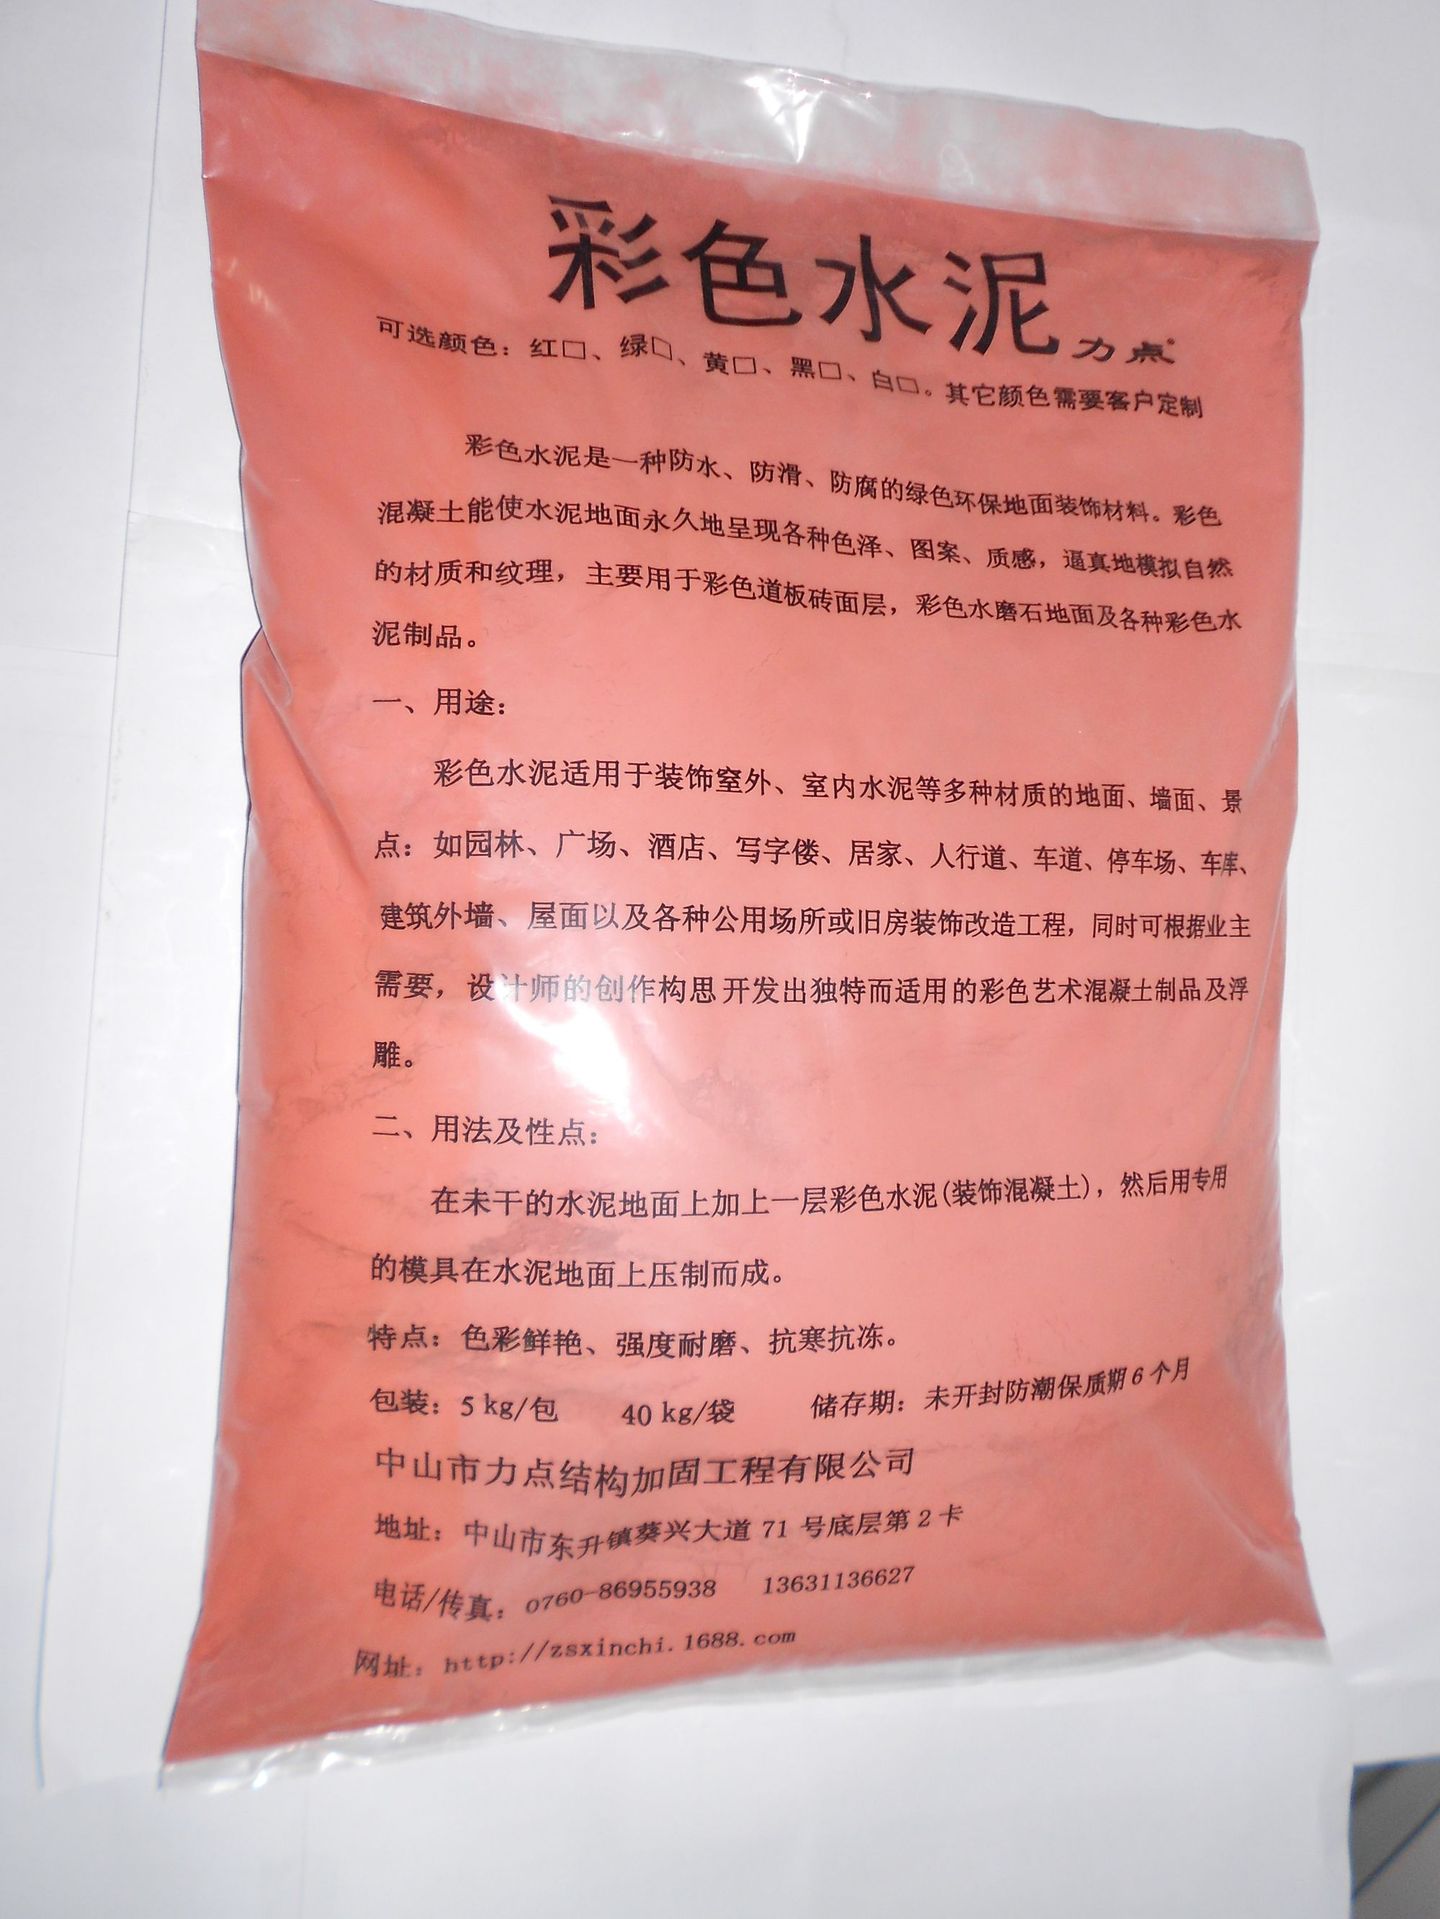 彩色水泥力点®
可选颜色：红□、绿□、黄□、黑□、白□。其它颜色需要客户定制
彩色水泥是一种防水、防滑、防腐的绿色环保地面装饰材料。彩色
混凝土能使水泥地面永久地呈现各种色泽、图案、质感，逼真地模拟自然
的材质和纹理，主要用于彩色道板砖面层，彩色水磨石地面及各种彩色水
泥制品。
一、用途：
彩色水泥适用于装饰室外、室内水泥等多种材质的地面、墙面、景
点：如园林、广场、酒店、写字偻、居家、人行道、车道、停车场、车库、
建筑外墙、屋面以及各种公用场所或旧房装饰改造工程，同时可根据业主
需要，设计师的创作构思开发出独特而适用的彩色艺术混凝土制品及浮
雕。
二、用法及性点：
在未干的水泥地面上加上一层彩色水泥(装饰混凝土)，然后用专用
的模具在水泥地面上压制而成。
特点：色彩鲜艳、强度耐磨、抗寒抗冻。
包装：5kg/包 40kg/袋 储存期：未开封防潮保质期6个月
中山市力点结构加固工程有限公司
地址：中山市东升镇葵兴大道71号底层第2卡
电话/传真：0760-86955938 13631136627
网址：http://zsxinchi.1688.com